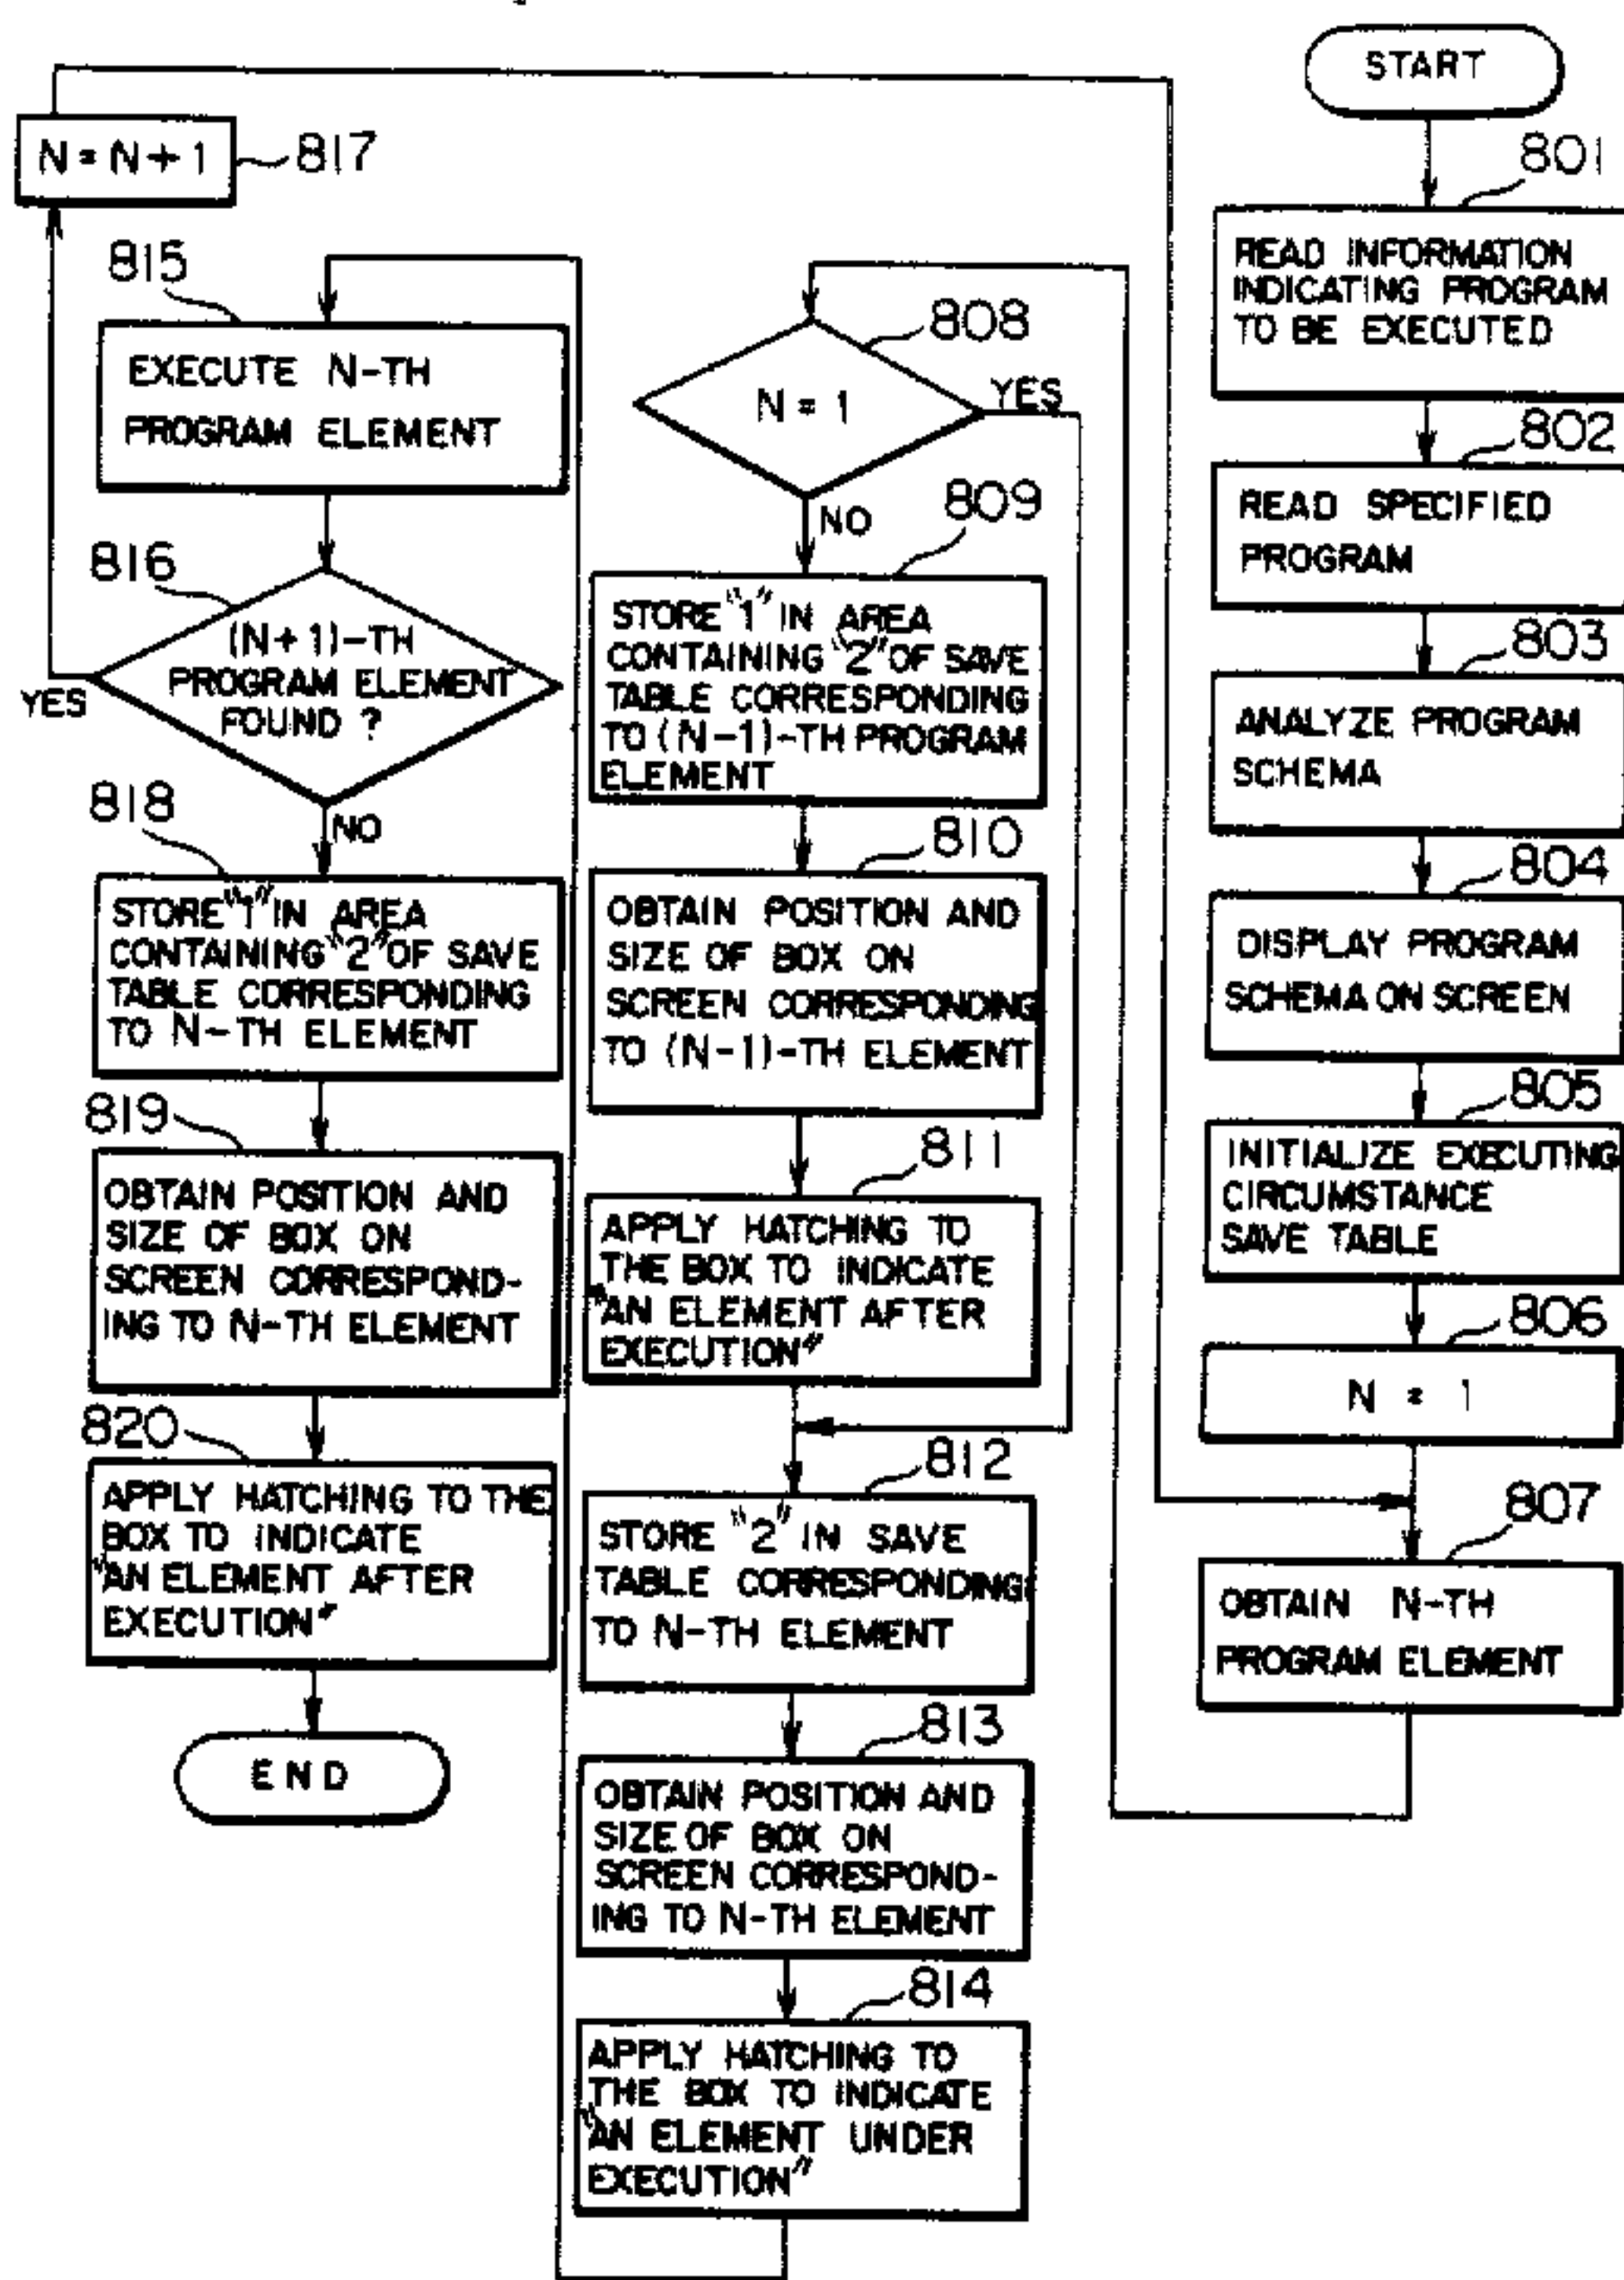 START
801
READ INFORMATION
INDICATING PROGRAM
TO BE EXECUTED
802
READ SPECIFIED
PROGRAM
803
ANALYZE PROGRAM
SCHEMA
804
DISPLAY PROGRAM
SCHEMA ON SCREEN
805
INITIALIZE EXECUTING
CIRCUMSTANCE
SAVE TABLE
806
N = 1
807
OBTAIN N-TH
PROGRAM ELEMENT
808
N = 1
YES
NO
809
STORE "1" IN AREA
CONTAINING "2" OF SAVE
TABLE CORRESPONDING
TO (N-1)-TH PROGRAM
ELEMENT
810
OBTAIN POSITION AND
SIZE OF BOX ON
SCREEN CORRESPONDING
TO (N-1)-TH ELEMENT
811
APPLY HATCHING TO
THE BOX TO INDICATE
"AN ELEMENT AFTER
EXECUTION"
812
STORE "2" IN SAVE
TABLE CORRESPONDING
TO N-TH ELEMENT
813
OBTAIN POSITION AND
SIZE OF BOX ON
SCREEN CORRESPOND-
ING TO N-TH ELEMENT
814
APPLY HATCHING TO
THE BOX TO INDICATE
"AN ELEMENT UNDER
EXECUTION"
815
EXECUTE N-TH
PROGRAM ELEMENT
816
(N+1)-TH
PROGRAM ELEMENT
FOUND ?
YES
NO
N = N + 1
817
818
STORE "1" IN AREA
CONTAINING "2" OF SAVE
TABLE CORRESPONDING
TO N-TH ELEMENT
819
OBTAIN POSITION AND
SIZE OF BOX ON
SCREEN CORRESPOND-
ING TO N-TH ELEMENT
820
APPLY HATCHING TO THE
BOX TO INDICATE
"AN ELEMENT AFTER
EXECUTION"
END